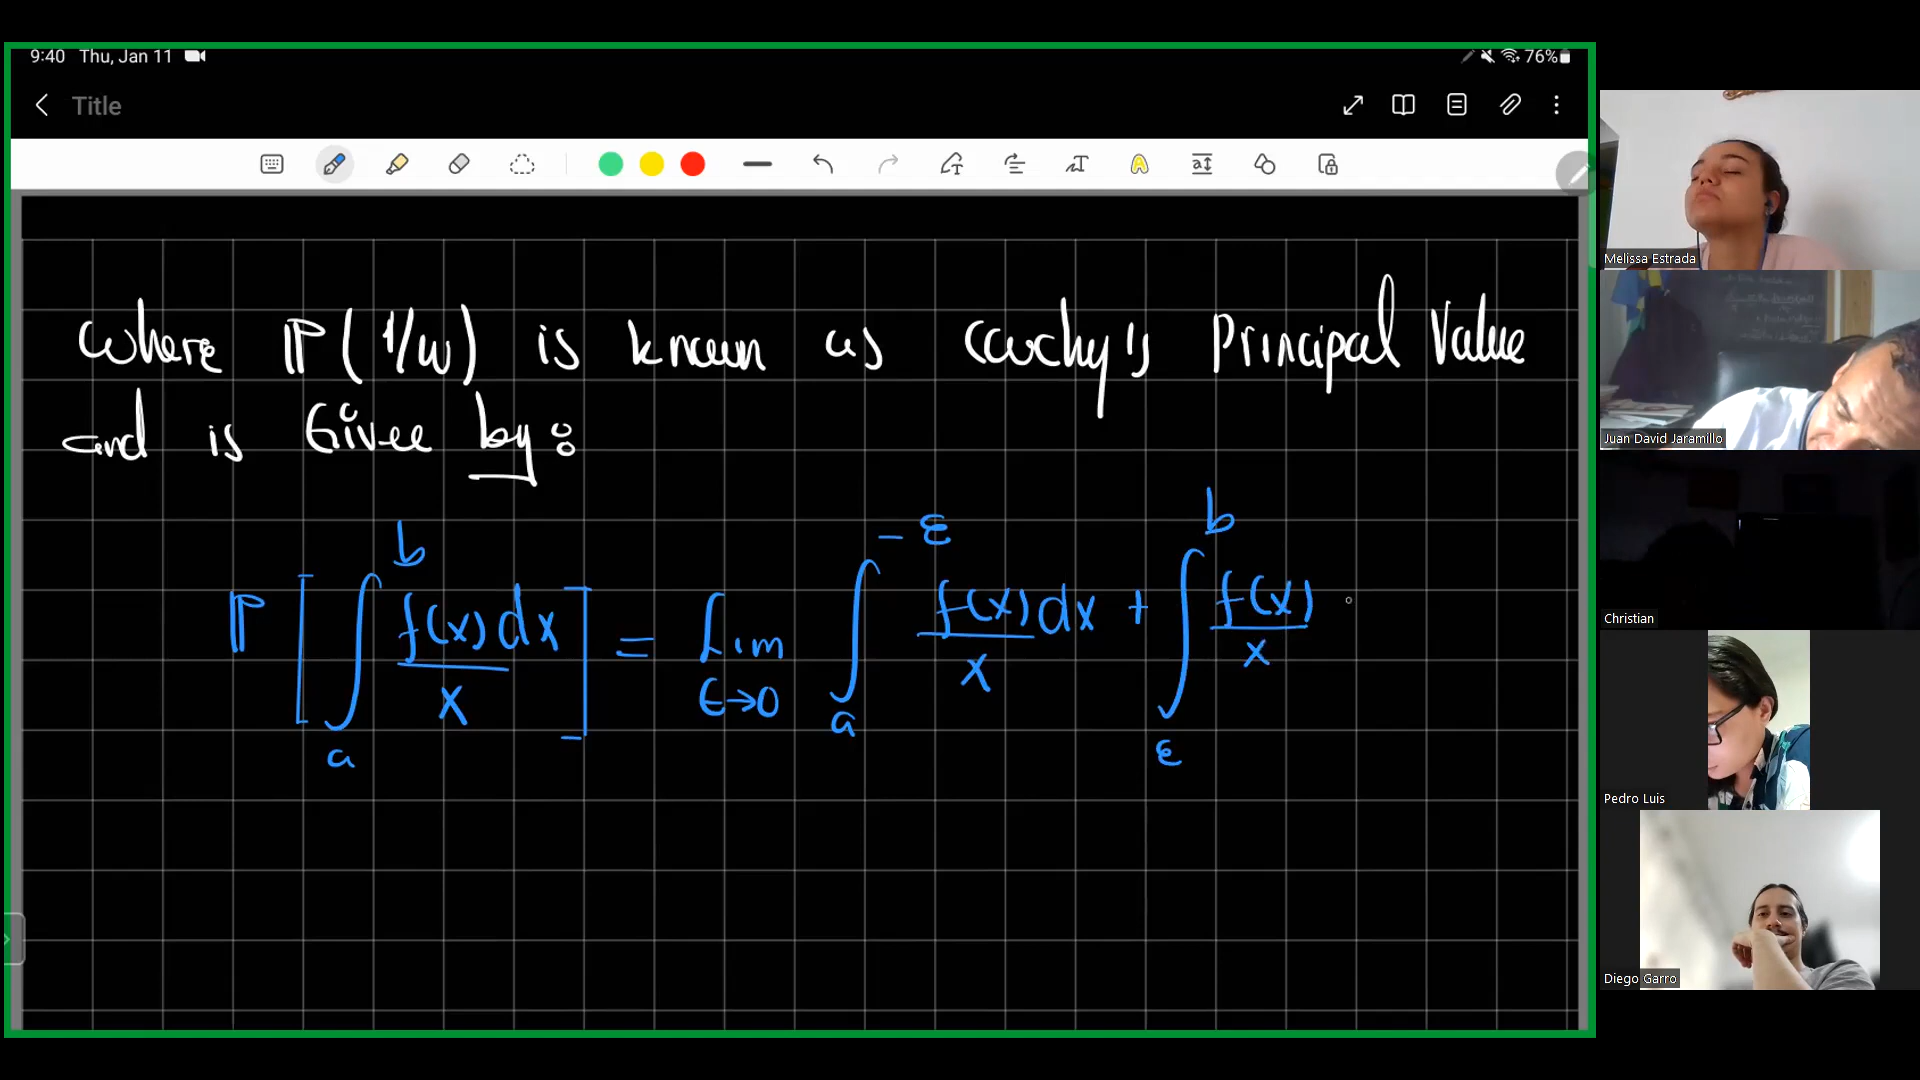 9:40 Thu, Jan 11 76%
Title
where ℙ(1/w) is known as Cauchy's Principal Value
and is Givee by:
ℙ [ ∫_a^b f(x)dx/x ] = Lim_{ε→0} ∫_a^{-ε} f(x)/x dx + ∫_ε^b f(x)/x
Melissa Estrada
Juan David Jaramillo
Christian
Pedro Luis
Diego Garro